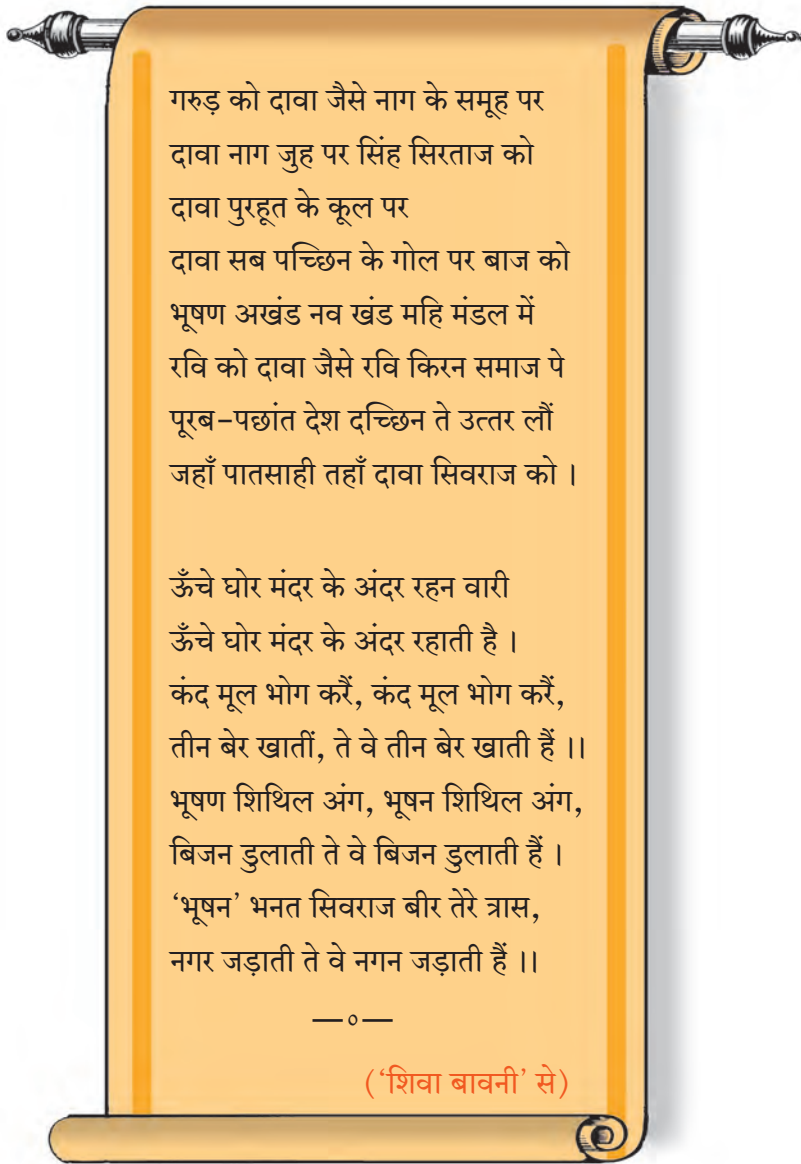 गरुड़ को दावा जैसे नाग के समूह पर
दावा नाग जुह पर सिंह सिरताज को
दावा पुरहूत के कूल पर
दावा सब पच्छिन के गोल पर बाज को
भूषण अखंड नव खंड महि मंडल में
रवि को दावा जैसे रवि किरन समाज पे
पूरब-पछांत देश दच्छिन ते उत्तर लौं
जहाँ पातसाही तहाँ दावा सिवराज को ।
ऊँचे घोर मंदर के अंदर रहन वारी
ऊँचे घोर मंदर के अंदर रहाती है ।
कंद मूल भोग करैं, कंद मूल भोग करैं,
तीन बेर खातीं, ते वे तीन बेर खाती हैं ।।
भूषण शिथिल अंग, भूषन शिथिल अंग,
बिजन डुलाती ते वे बिजन डुलाती हैं ।
‘भूषन’ भनत सिवराज बीर तेरे त्रास,
नगर जड़ाती ते वे नगन जड़ाती हैं ।।
—०—
(‘शिवा बावनी’ से)